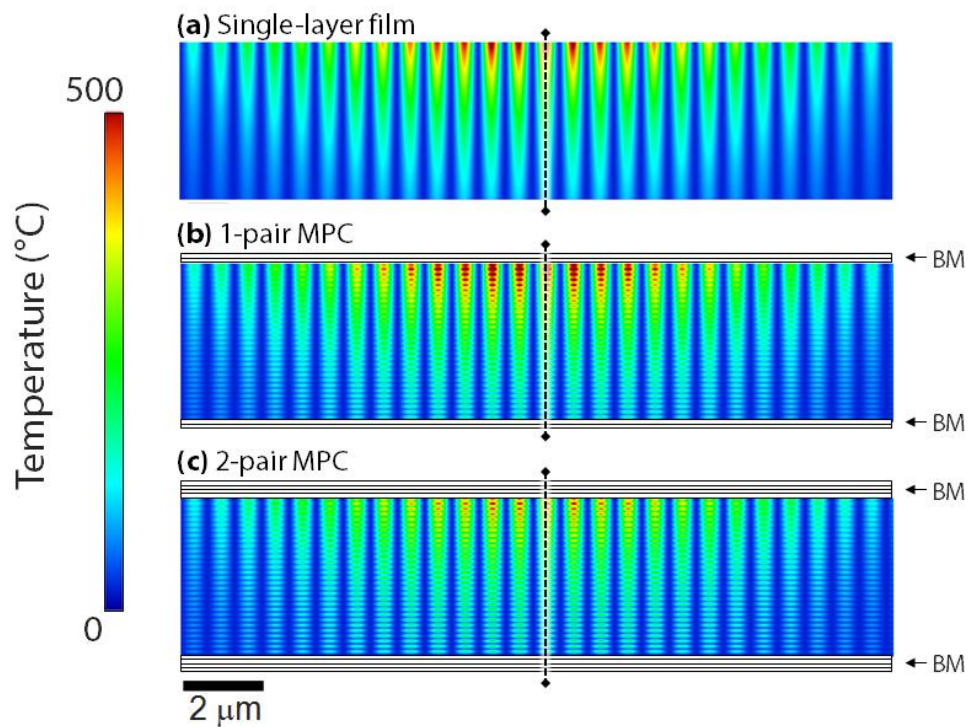 (a) Single-layer film
500
(b) 1-pair MPC
BM
Temperature (°C)
BM
(c) 2-pair MPC
BM
0
BM
2 μm